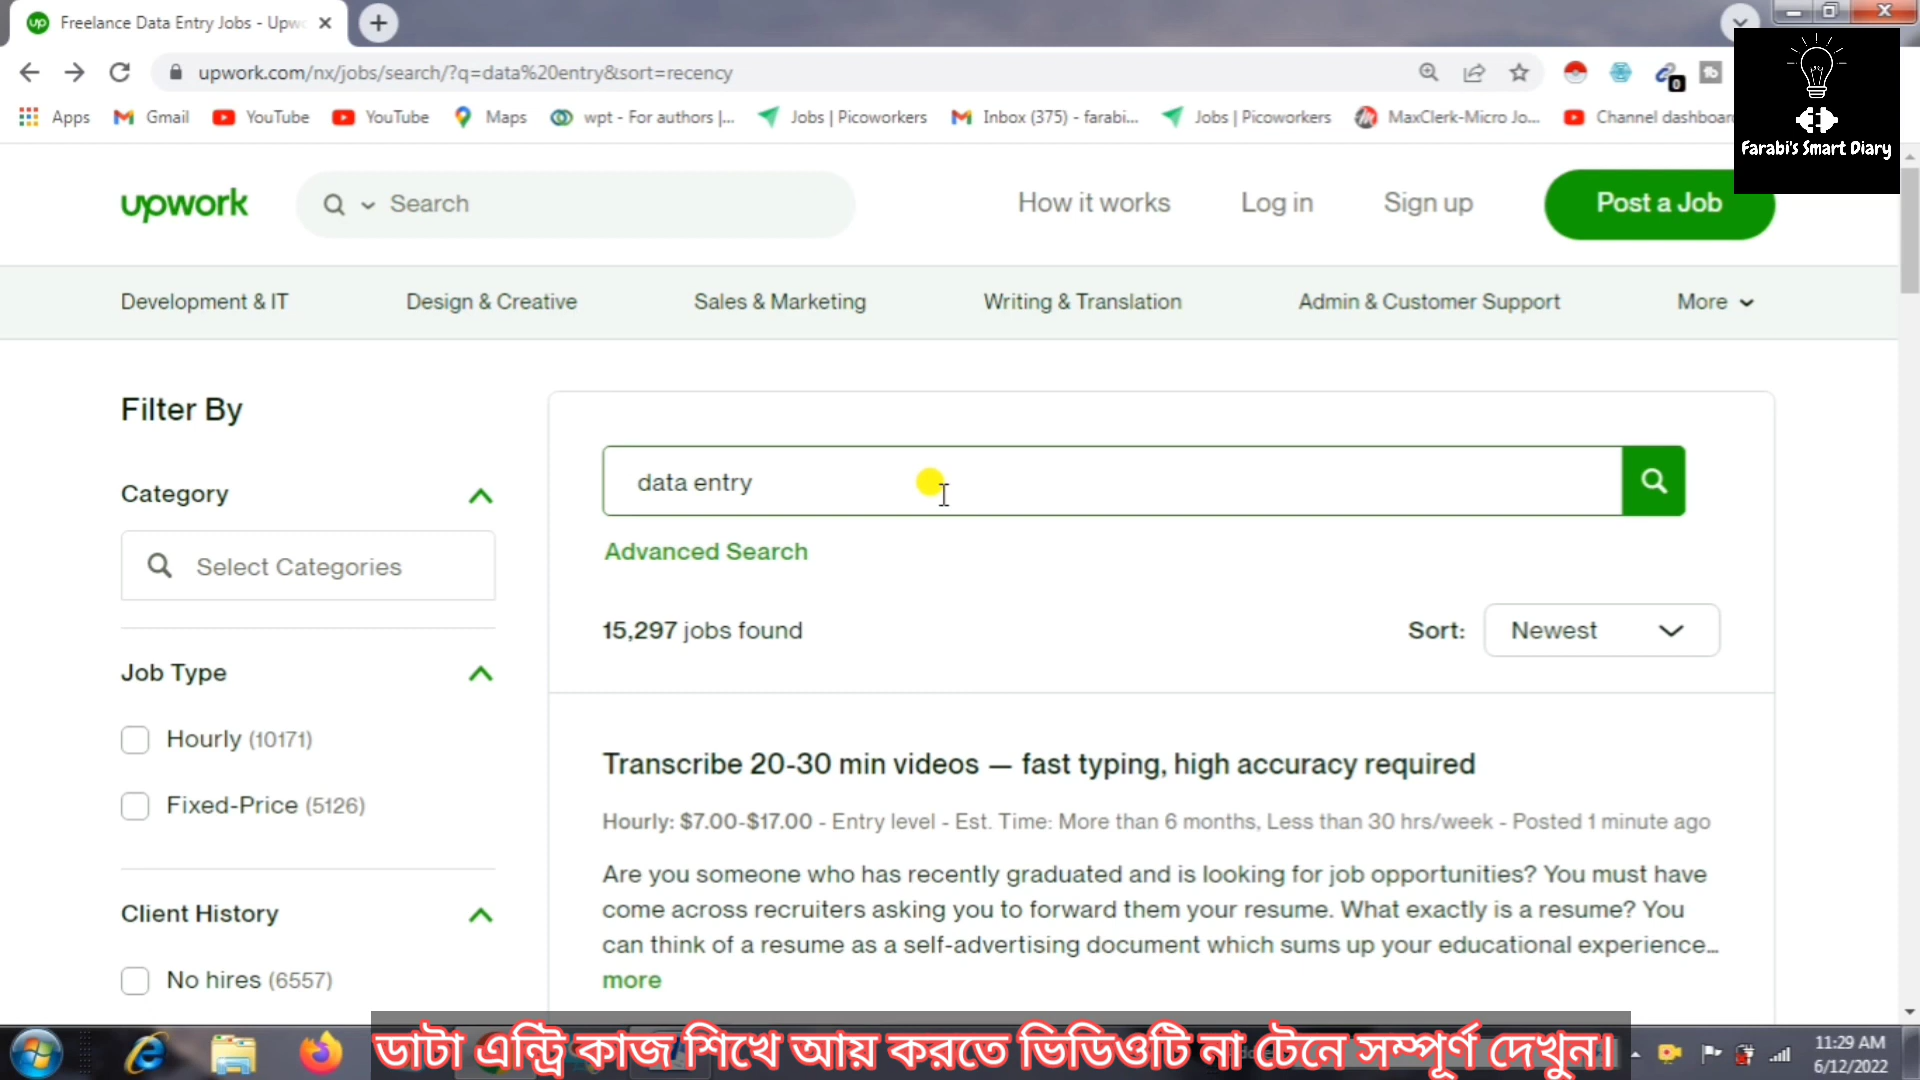 Freelance Data Entry Jobs - Upwo
upwork.com/nx/jobs/search/?q=data%20entry&sort=recency
0
Apps Gmail YouTube YouTube Maps wpt - For authors |... Jobs | Picoworkers Inbox (375) - farabi... Jobs | Picoworkers MaxClerk-Micro Jo... Channel dashboar
Farabi's Smart Diary
upwork Search How it works Log in Sign up Post a Job
Development & IT Design & Creative Sales & Marketing Writing & Translation Admin & Customer Support More
Filter By
Category
Select Categories
Job Type
Hourly (10171)
Fixed-Price (5126)
Client History
No hires (6557)
data entry
Advanced Search
15,297 jobs found Sort: Newest
Transcribe 20-30 min videos — fast typing, high accuracy required
Hourly: $7.00-$17.00 - Entry level - Est. Time: More than 6 months, Less than 30 hrs/week - Posted 1 minute ago
Are you someone who has recently graduated and is looking for job opportunities? You must have
come across recruiters asking you to forward them your resume. What exactly is a resume? You
can think of a resume as a self-advertising document which sums up your educational experience...
more
ডাটা এন্ট্রি কাজ শিখে আয় করতে ভিডিওটি না টেনে সম্পূর্ণ দেখুন।
11:29 AM
6/12/2022